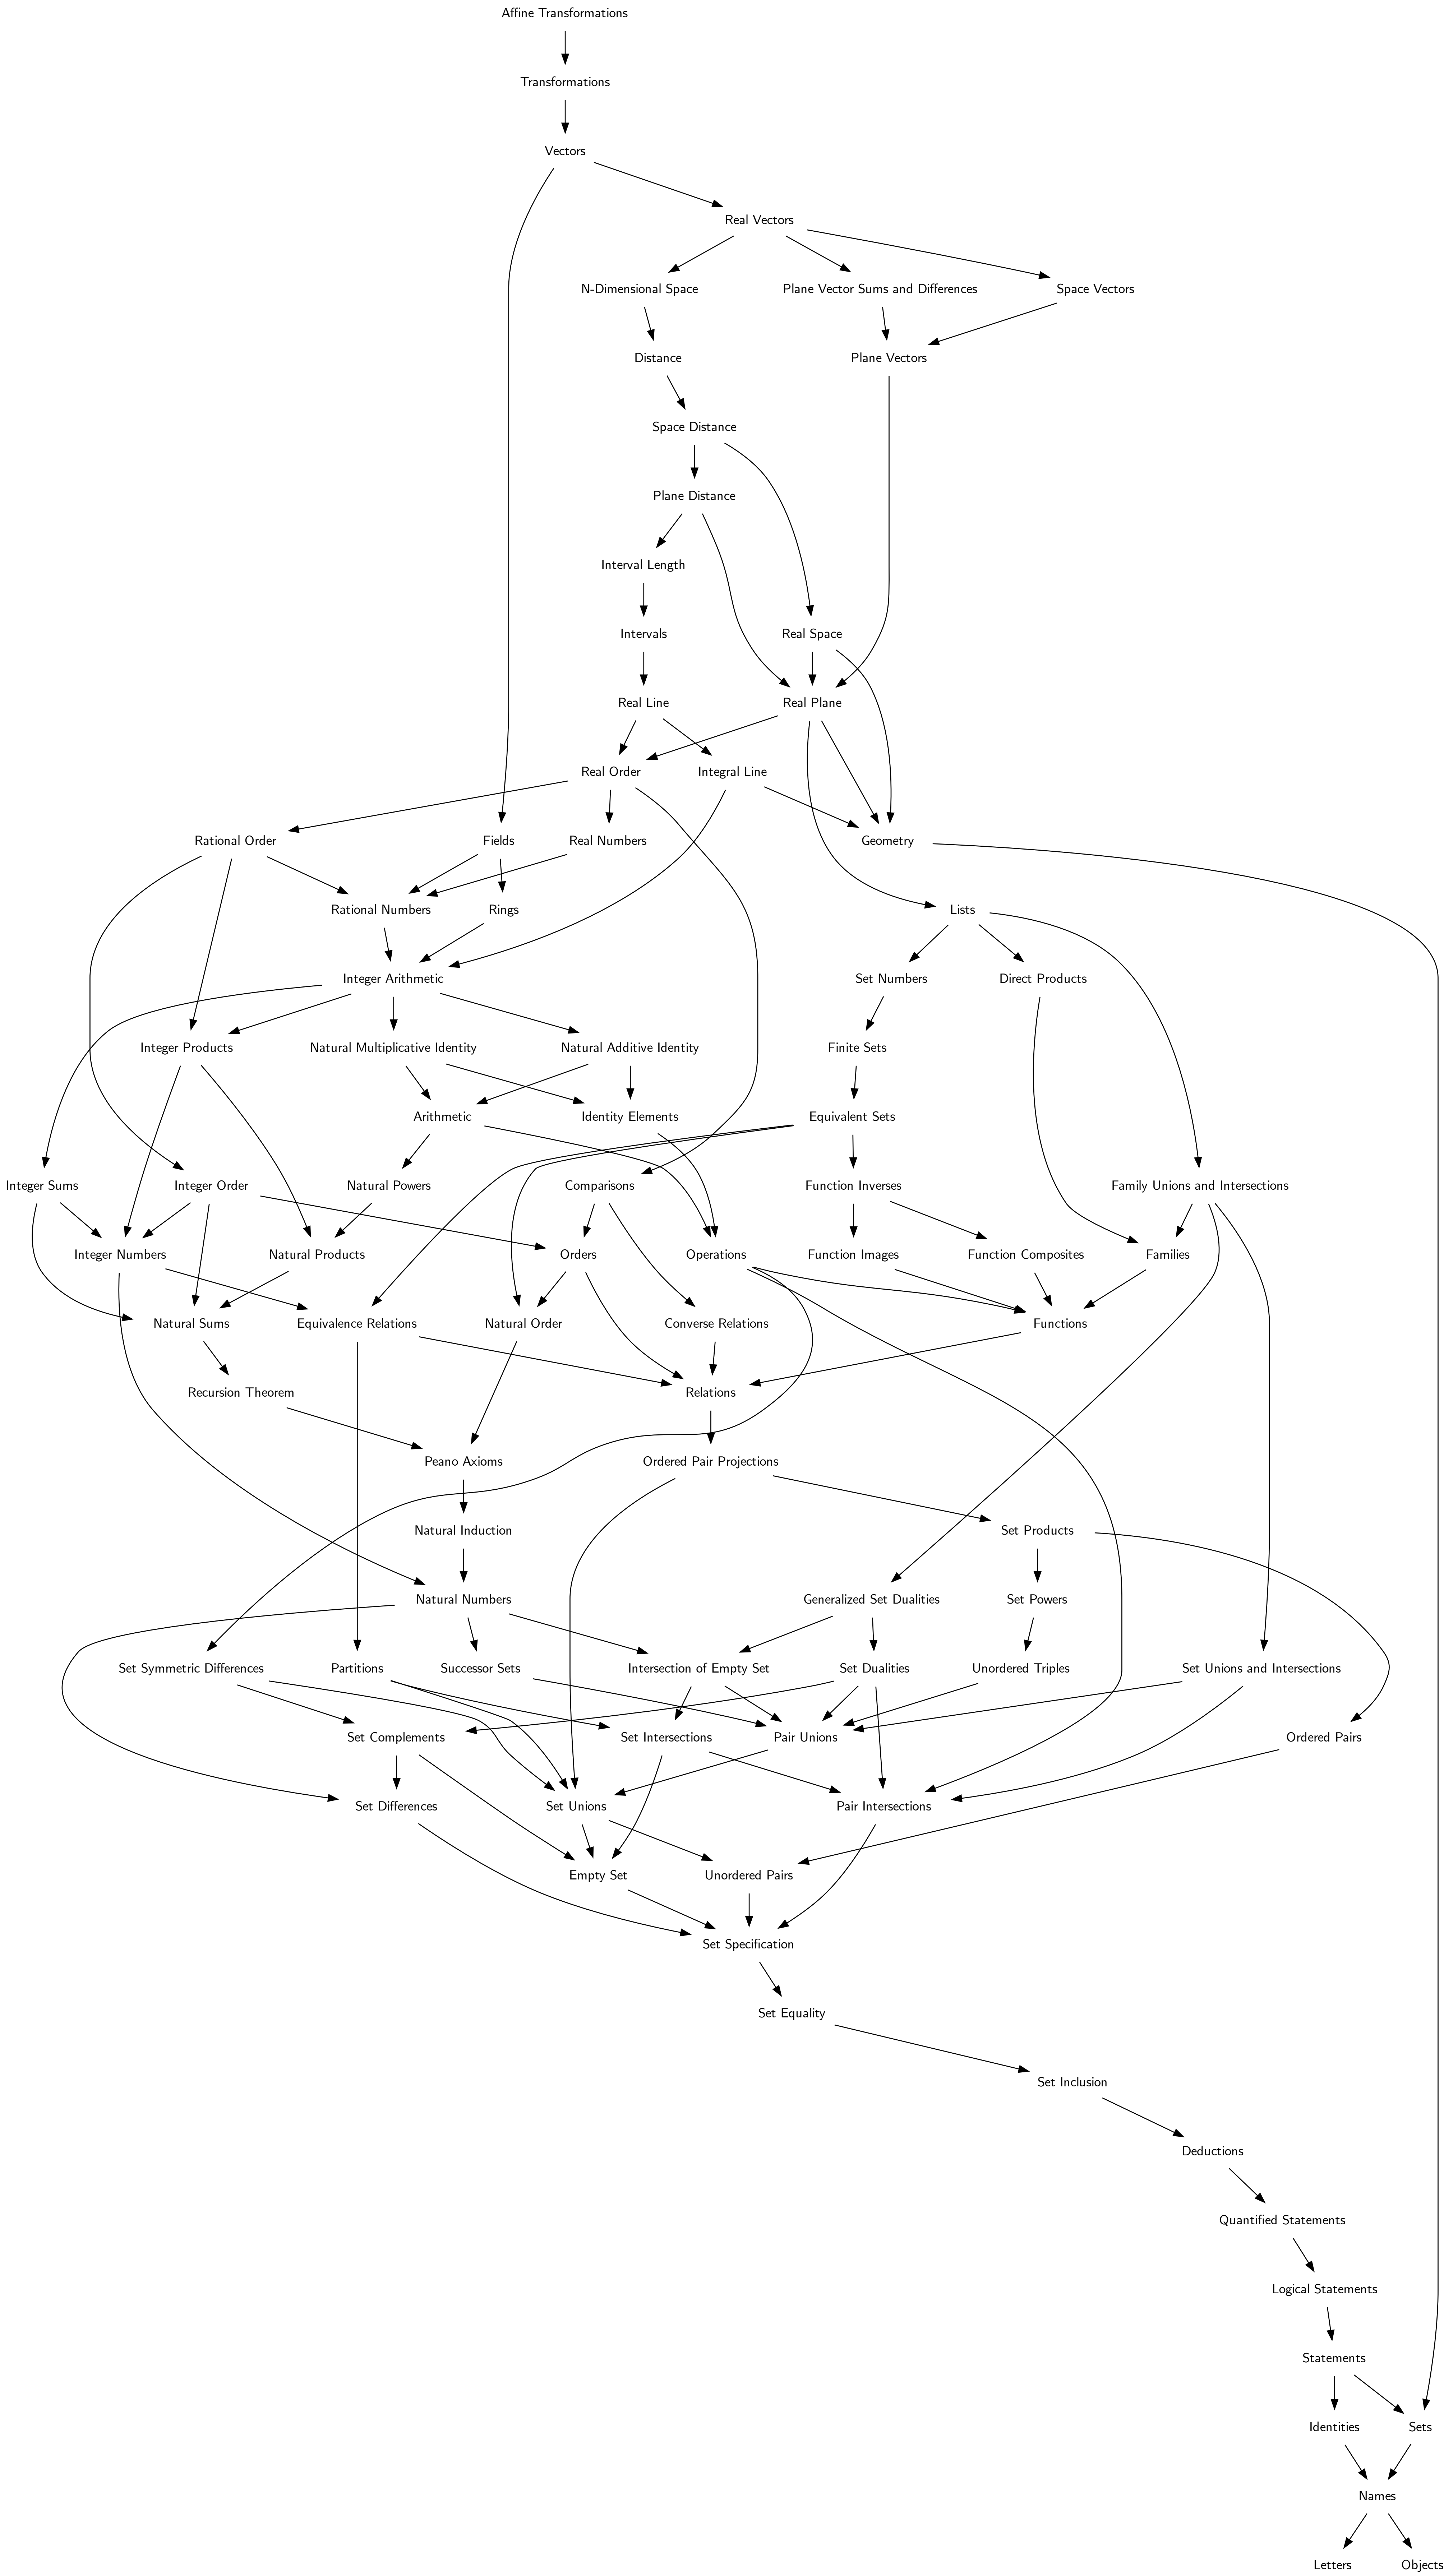 Affine Transformations
Transformations
Vectors
Real Vectors
N-Dimensional Space
Plane Vector Sums and Differences
Space Vectors
Distance
Plane Vectors
Space Distance
Plane Distance
Interval Length
Intervals
Real Space
Real Line
Real Plane
Real Order
Integral Line
Rational Order
Fields
Real Numbers
Geometry
Rational Numbers
Rings
Lists
Integer Arithmetic
Set Numbers
Direct Products
Integer Products
Natural Multiplicative Identity
Natural Additive Identity
Finite Sets
Arithmetic
Identity Elements
Equivalent Sets
Integer Sums
Integer Order
Natural Powers
Comparisons
Function Inverses
Family Unions and Intersections
Integer Numbers
Natural Products
Orders
Operations
Function Images
Function Composites
Families
Natural Sums
Equivalence Relations
Natural Order
Converse Relations
Functions
Recursion Theorem
Relations
Peano Axioms
Ordered Pair Projections
Natural Induction
Set Products
Natural Numbers
Generalized Set Dualities
Set Powers
Set Symmetric Differences
Partitions
Successor Sets
Intersection of Empty Set
Set Dualities
Unordered Triples
Set Unions and Intersections
Set Complements
Set Intersections
Pair Unions
Ordered Pairs
Set Differences
Set Unions
Pair Intersections
Empty Set
Unordered Pairs
Set Specification
Set Equality
Set Inclusion
Deductions
Quantified Statements
Logical Statements
Statements
Identities
Sets
Names
Letters
Objects